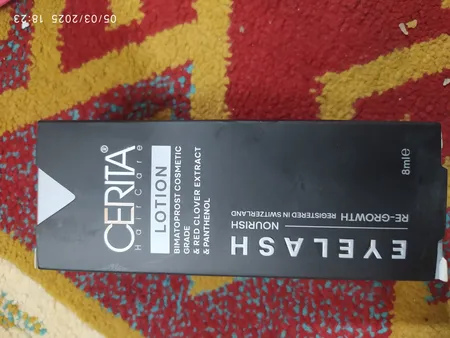 05/03/2025 18:23
CERITA®
HairCare
LOTION
BIMATOPROST COSMETIC
GRADE
& RED CLOVER EXTRACT
& PANTHENOL
EYELASH
NOURISH
RE-GROWTH REGISTERED IN SWITZERLAND
8ml℮